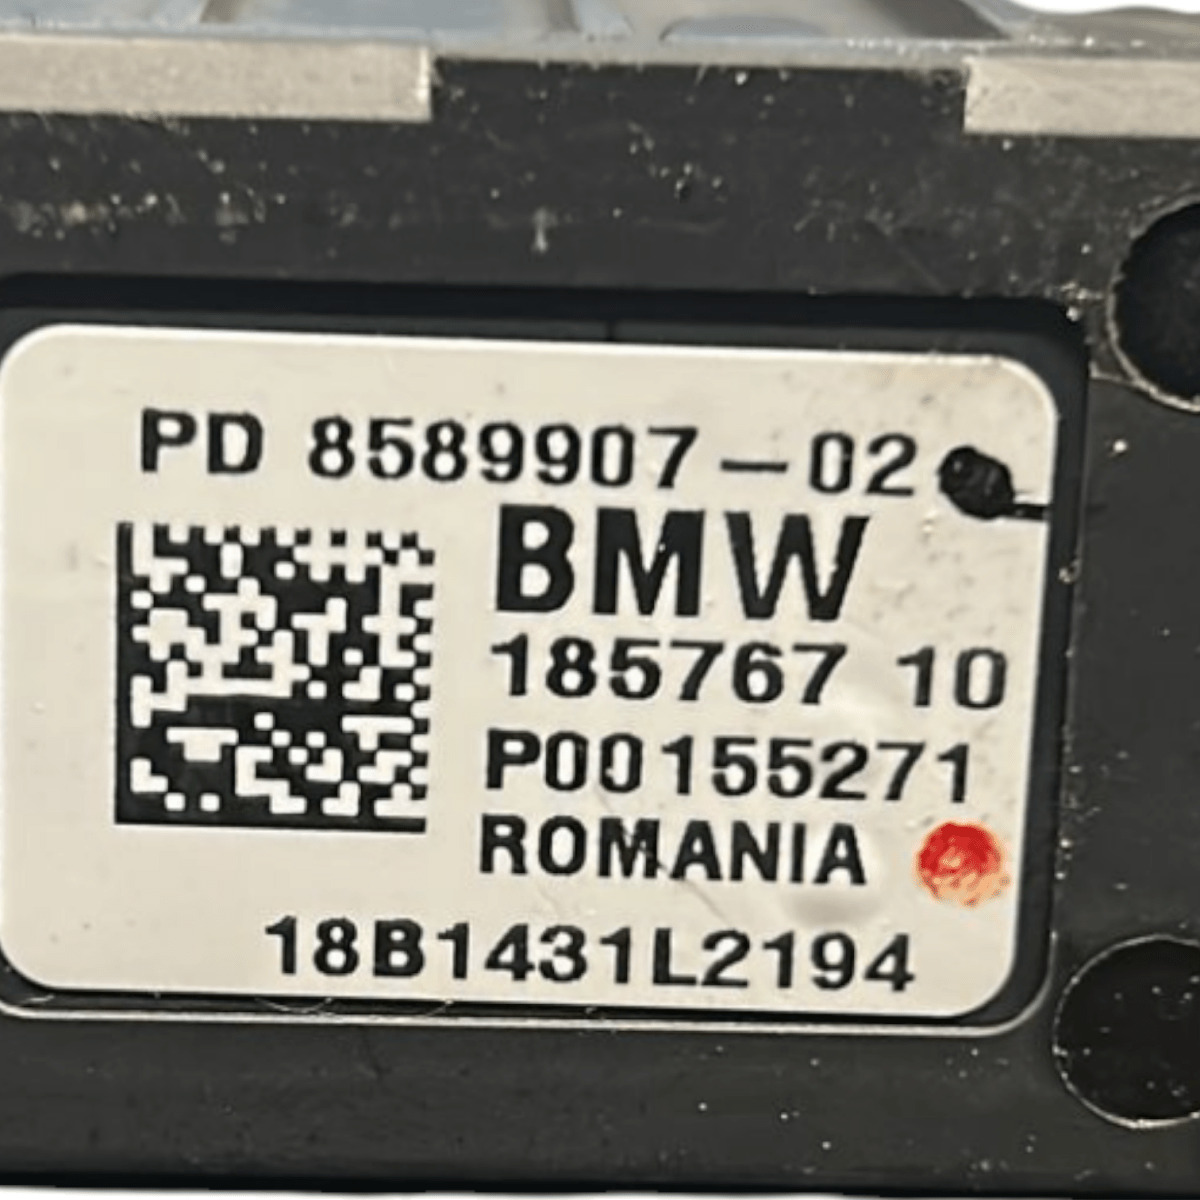 PD 8589907-02
BMW
185767 10
P00155271
ROMANIA
18B1431L2194